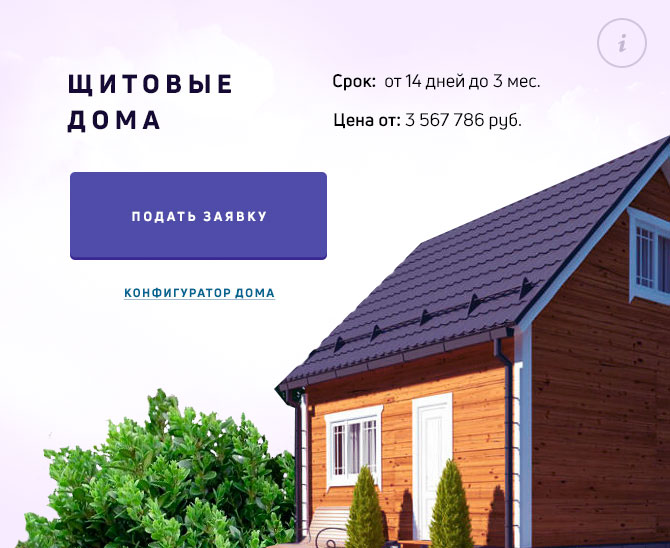 i
ЩИТОВЫЕ
ДОМА
Срок: от 14 дней до 3 мес.
Цена от: 3 567 786 руб.
ПОДАТЬ ЗАЯВКУ
КОНФИГУРАТОР ДОМА